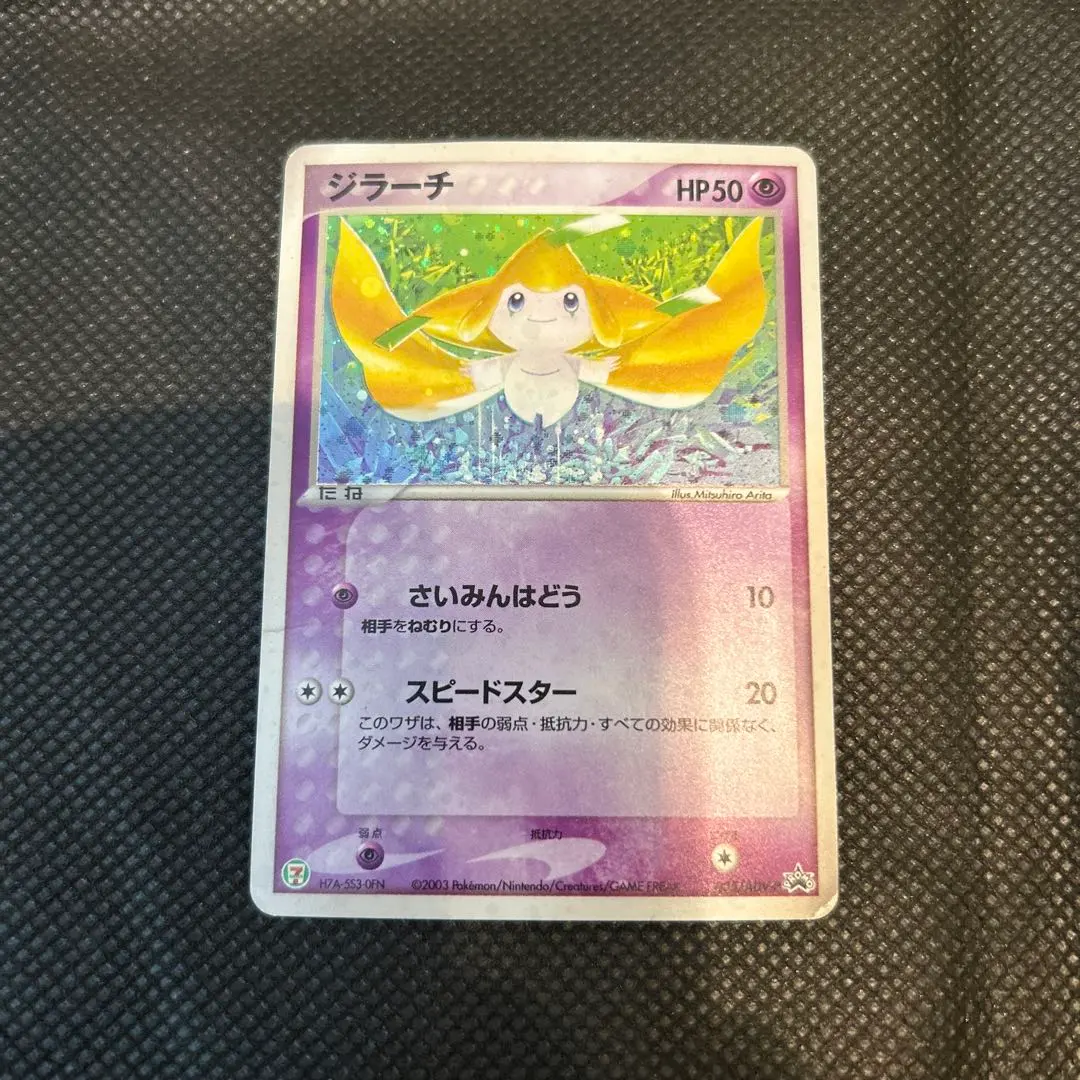 ジラーチ
HP50
たね
illus. Mitsuhiro Arita
さいみんはどう 10
相手をねむりにする。
スピードスター 20
このワザは、相手の弱点・抵抗力・すべての効果に関係なく、
ダメージを与える。
弱点 抵抗力
7 H7A-5S3-0FN ©2003 Pokémon/Nintendo/Creatures/GAME FREAK